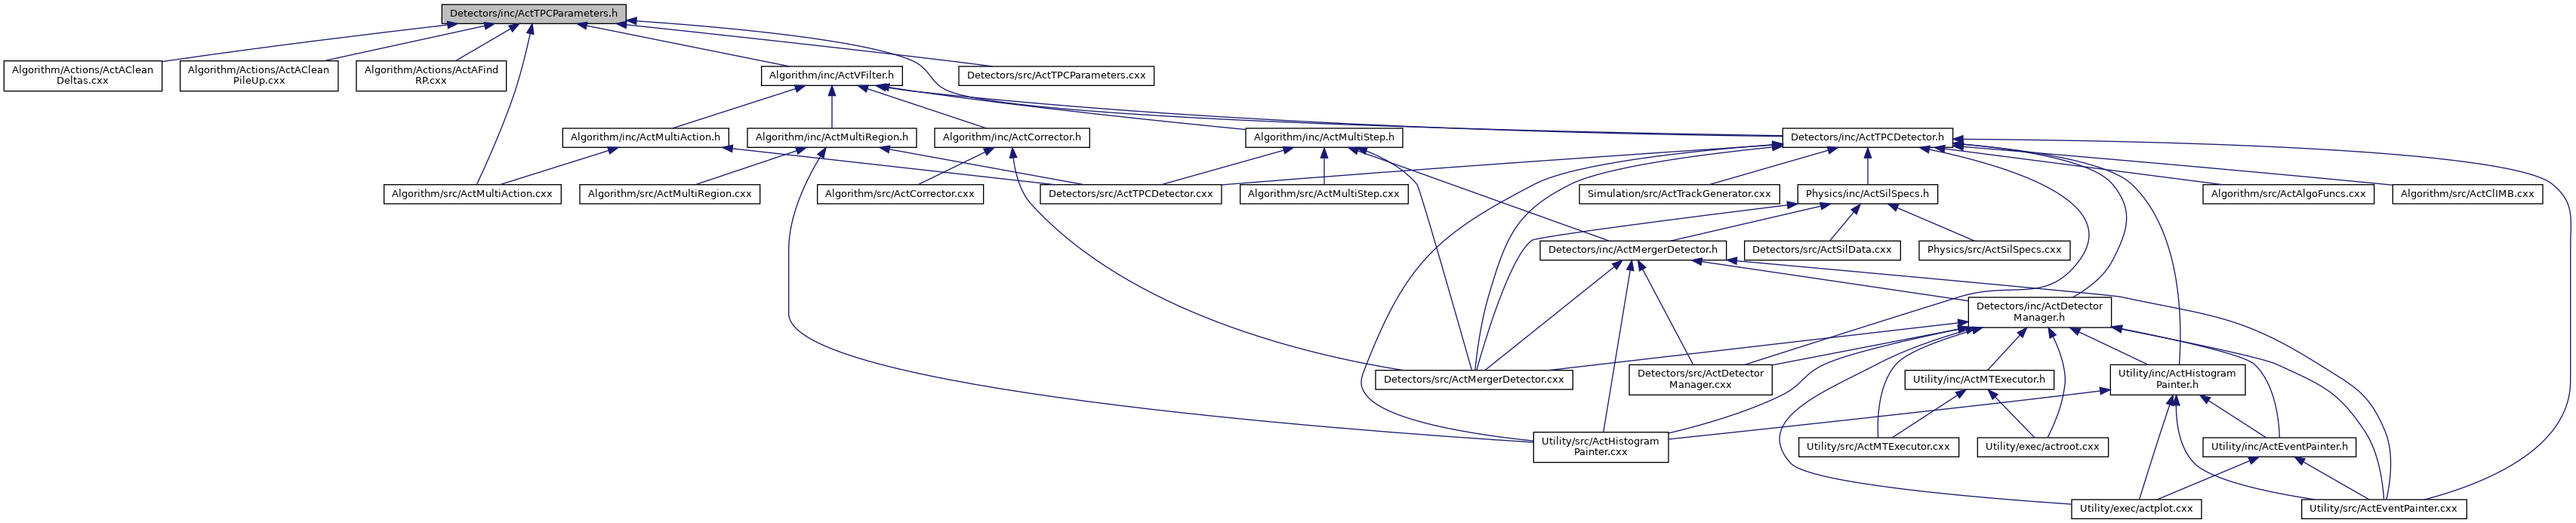 Detectors/inc/ActTPCParameters.h
Algorithm/Actions/ActAClean
Deltas.cxx
Algorithm/Actions/ActAClean
PileUp.cxx
Algorithm/Actions/ActAFind
RP.cxx
Algorithm/inc/ActVFilter.h
Detectors/src/ActTPCParameters.cxx
Algorithm/inc/ActMultiAction.h
Algorithm/inc/ActMultiRegion.h
Algorithm/inc/ActCorrector.h
Algorithm/inc/ActMultiStep.h
Detectors/inc/ActTPCDetector.h
Algorithm/src/ActMultiAction.cxx
Algorithm/src/ActMultiRegion.cxx
Algorithm/src/ActCorrector.cxx
Detectors/src/ActTPCDetector.cxx
Algorithm/src/ActMultiStep.cxx
Simulation/src/ActTrackGenerator.cxx
Physics/inc/ActSilSpecs.h
Algorithm/src/ActAlgoFuncs.cxx
Algorithm/src/ActClIMB.cxx
Detectors/inc/ActMergerDetector.h
Detectors/src/ActSilData.cxx
Physics/src/ActSilSpecs.cxx
Detectors/inc/ActDetector
Manager.h
Detectors/src/ActMergerDetector.cxx
Detectors/src/ActDetector
Manager.cxx
Utility/inc/ActMTExecutor.h
Utility/inc/ActHistogram
Painter.h
Utility/src/ActHistogram
Painter.cxx
Utility/src/ActMTExecutor.cxx
Utility/exec/actroot.cxx
Utility/inc/ActEventPainter.h
Utility/exec/actplot.cxx
Utility/src/ActEventPainter.cxx